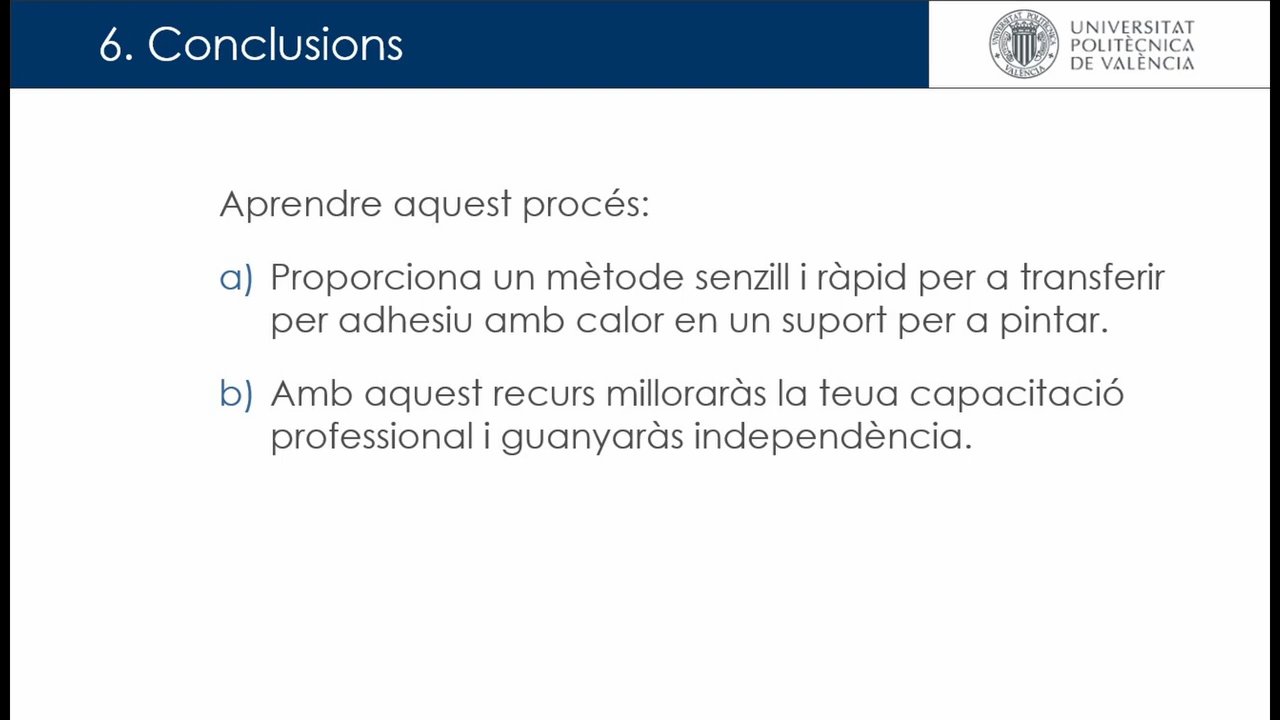 6. Conclusions
UNIVERSITAT
POLITÈCNICA
DE VALÈNCIA
Aprendre aquest procés:
a) Proporciona un mètode senzill i ràpid per a transferir
per adhesiu amb calor en un suport per a pintar.
b) Amb aquest recurs milloraràs la teua capacitació
professional i guanyaràs independència.